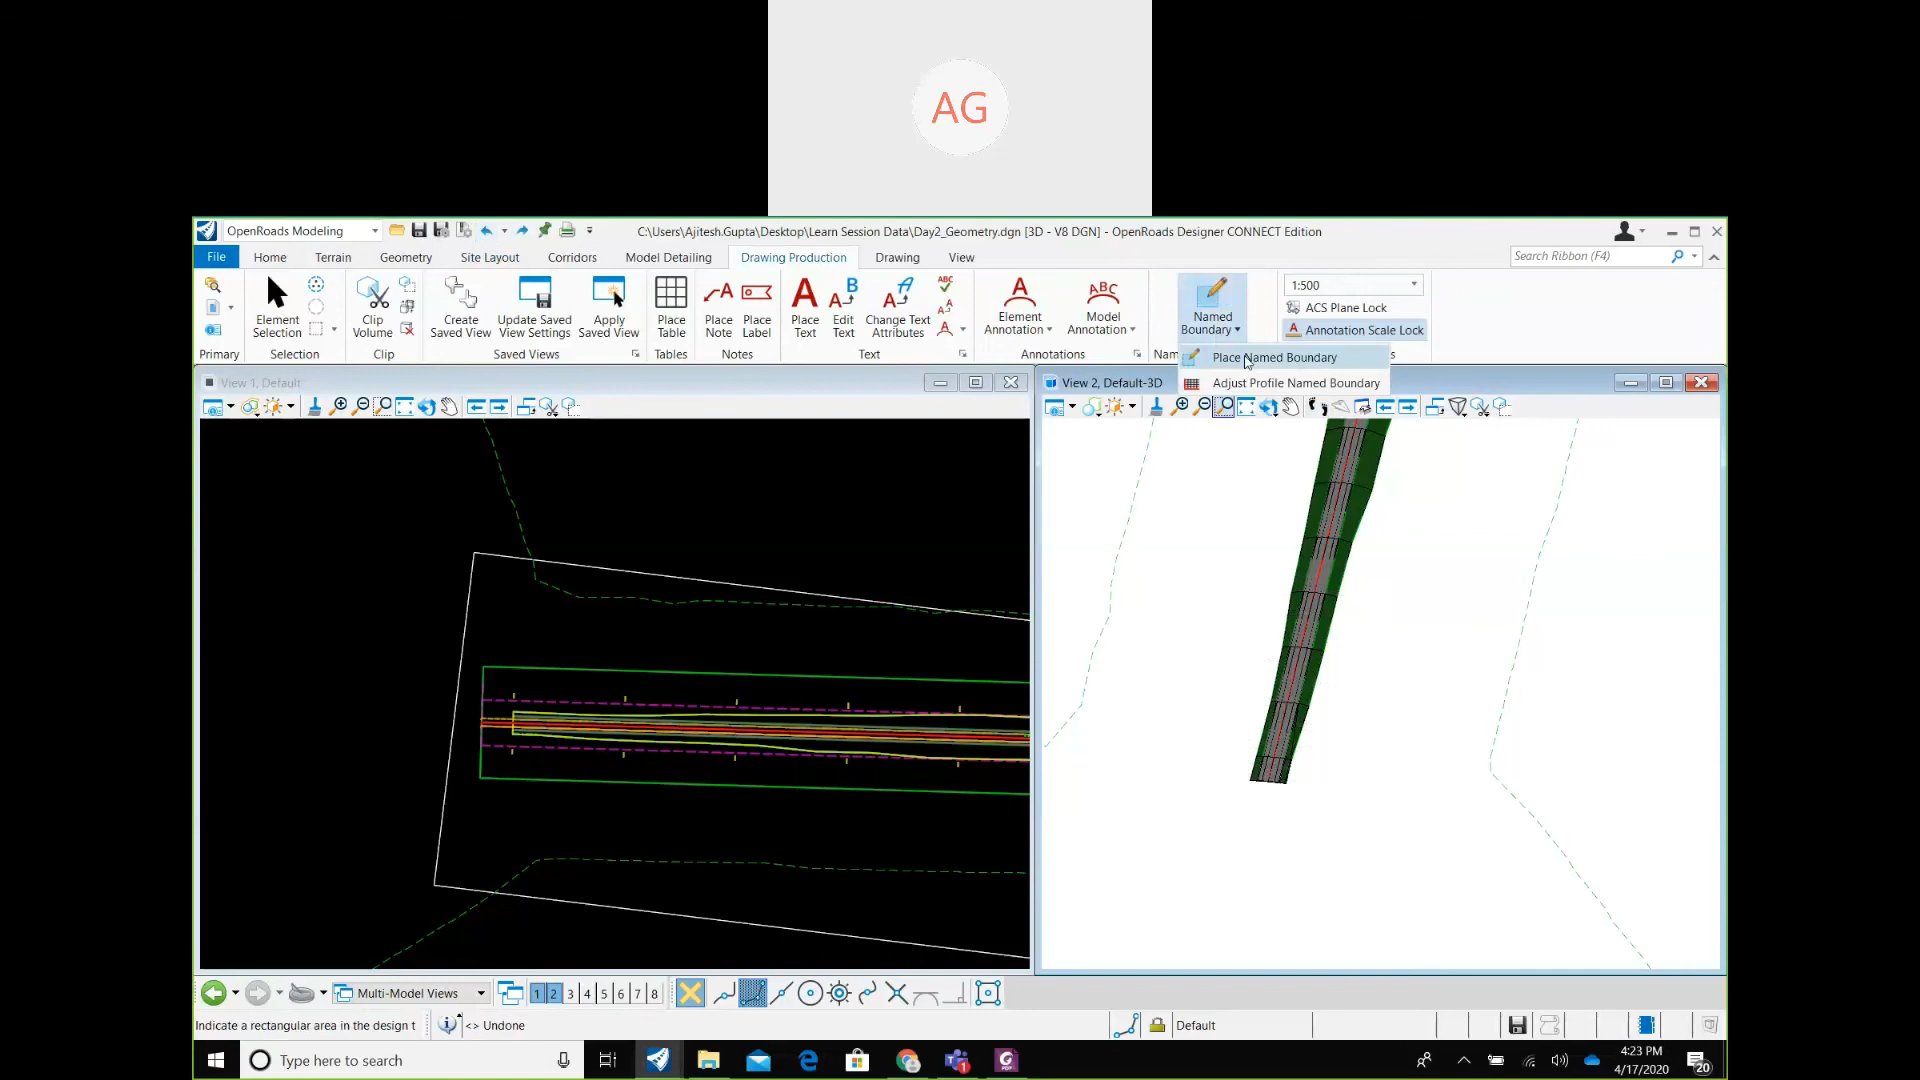 AG
OpenRoads Modeling
C:\Users\Ajitesh.Gupta\Desktop\Learn Session Data\Day2_Geometry.dgn [3D - V8 DGN] - OpenRoads Designer CONNECT Edition
File Home Terrain Geometry Site Layout Corridors Model Detailing Drawing Production Drawing View
Search Ribbon (F4)
Element Selection
Clip Volume
Create Saved View
Update Saved View Settings
Apply Saved View
Place Table
Place Note
Place Label
Place Text
Edit Text
Change Text Attributes
Element Annotation
Model Annotation
Named Boundary
1:500
ACS Plane Lock
Annotation Scale Lock
Primary Selection Clip Saved Views Tables Notes Text Annotations
Place Named Boundary
Adjust Profile Named Boundary
View 1, Default
View 2, Default-3D
Multi-Model Views
1 2 3 4 5 6 7 8
Indicate a rectangular area in the design t
<> Undone
Default
Type here to search
4:23 PM
4/17/2020
20